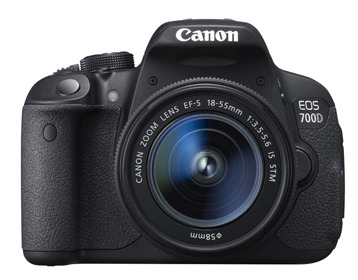 Canon
EOS
700D
CANON ZOOM LENS EF-S 18-55mm 1:3.5-5.6 IS STM
Φ58mm